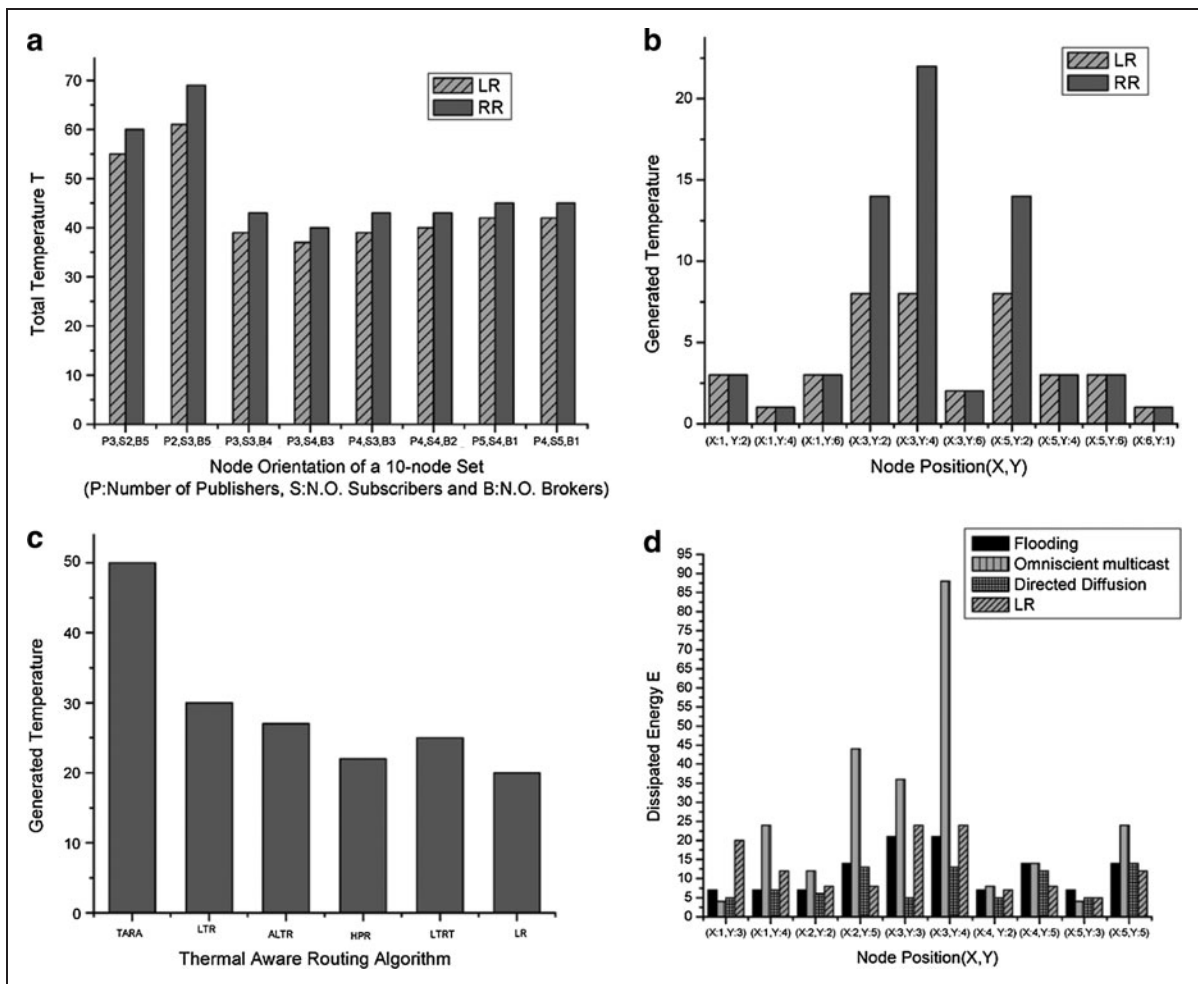 a
70
60
50
40
30
20
10
0
Total Temperature T
LR
RR
P3,S2,B5 P2,S3,B5 P3,S3,B4 P3,S4,B3 P4,S3,B3 P4,S4,B2 P5,S4,B1 P4,S5,B1
Node Orientation of a 10-node Set
(P:Number of Publishers, S:N.O. Subscribers and B:N.O. Brokers)
b
20
15
10
5
0
Generated Temperature
LR
RR
(X:1, Y:2) (X:1,Y:4) (X:1,Y:6) (X:3,Y:2) (X:3,Y:4) (X:3,Y:6) (X:5,Y:2) (X:5,Y:4) (X:5,Y:6) (X:6,Y:1)
Node Position(X,Y)
c
50
40
30
20
10
0
Generated Temperature
TARA LTR ALTR HPR LTRT LR
Thermal Aware Routing Algorithm
d
95
90
85
80
75
70
65
60
55
50
45
40
35
30
25
20
15
10
5
0
Dissipated Energy E
Flooding
Omniscient multicast
Directed Diffusion
LR
(X:1,Y:3) (X:1,Y:4) (X:2,Y:2) (X:2,Y:5) (X:3,Y:3) (X:3,Y:4) (X:4, Y:2) (X:4,Y:5) (X:5,Y:3) (X:5,Y:5)
Node Position(X,Y)